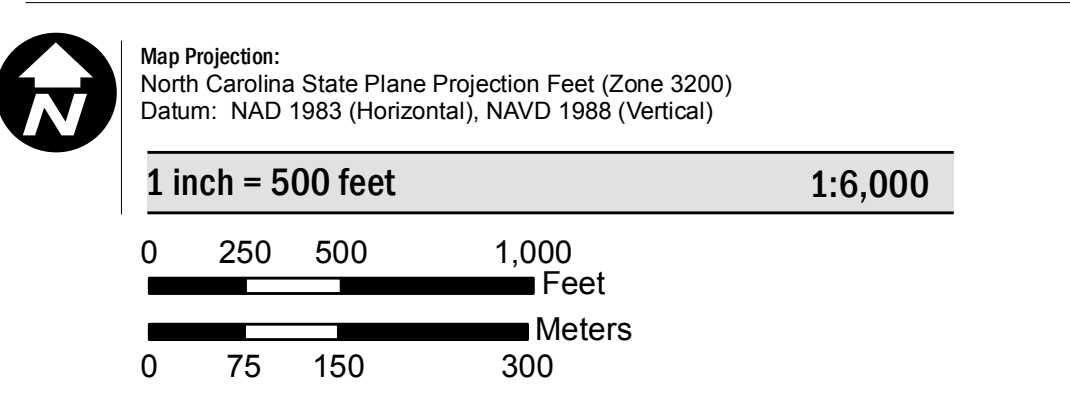 N
Map Projection:
North Carolina State Plane Projection Feet (Zone 3200)
Datum: NAD 1983 (Horizontal), NAVD 1988 (Vertical)
1 inch = 500 feet 1:6,000
0 250 500 1,000
Feet
Meters
0 75 150 300